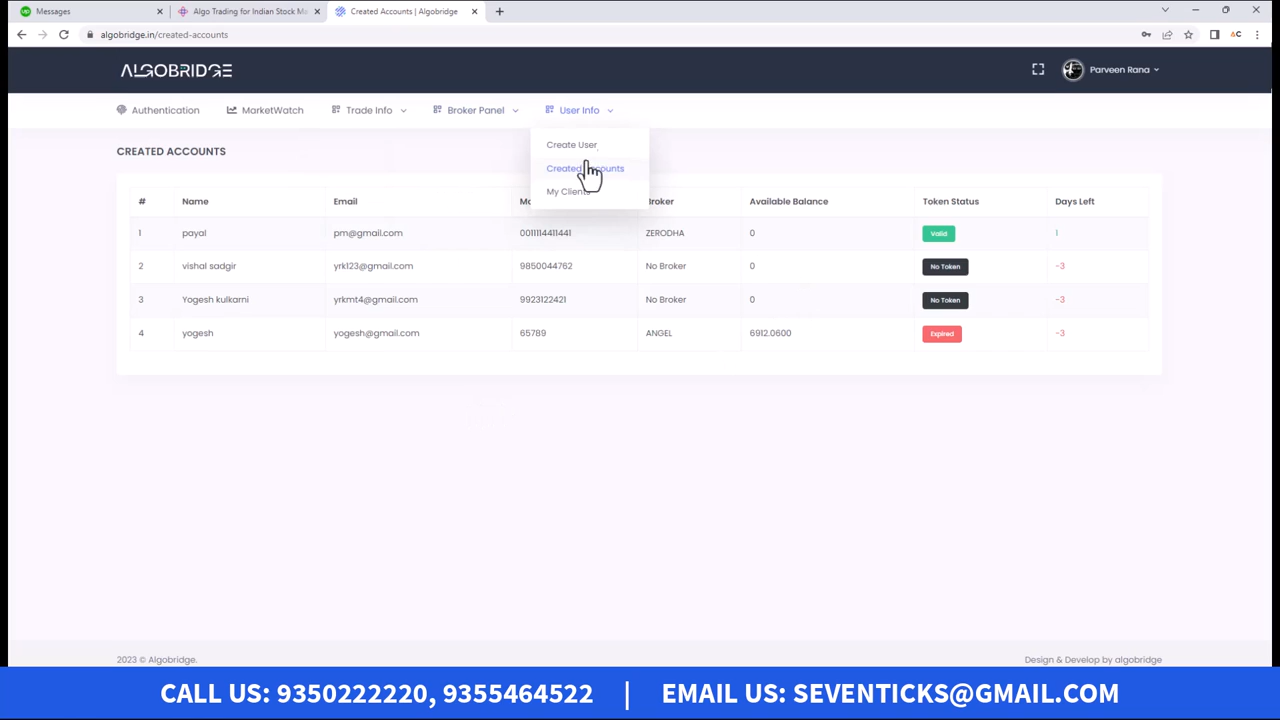 Messages
Algo Trading for Indian Stock Ma
Created Accounts | Algobridge
algobridge.in/created-accounts
ALGOBRIDGE
Parveen Rana
Authentication
MarketWatch
Trade Info
Broker Panel
User Info
Create User
Created
My Clients
CREATED ACCOUNTS
# Name Email Available Balance Token Status Days Left
1 payal pm@gmail.com 0011114411441 ZERODHA 0 Valid 1
2 vishal sadgir yrk123@gmail.com 9850044762 No Broker 0 No Token -3
3 Yogesh kulkarni yrkmt4@gmail.com 9923122421 No Broker 0 No Token -3
4 yogesh yogesh@gmail.com 65789 ANGEL 6912.0600 Expired -3
2023 © Algobridge.
Design & Develop by algobridge
CALL US: 9350222220, 9355464522 | EMAIL US: SEVENTICKS@GMAIL.COM